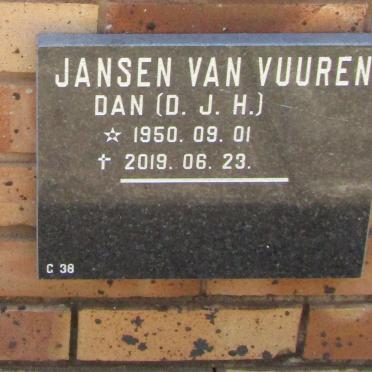 JANSEN VAN VUUREN
DAN (D. J. H.)
☆ 1950. 09. 01
† 2019. 06. 23.
C 38